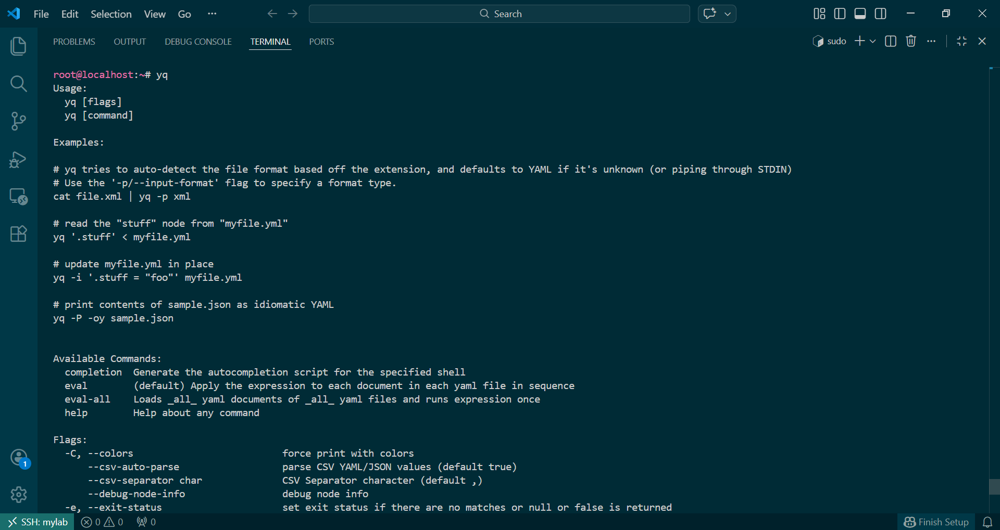 File Edit Selection View Go ···
Search
PROBLEMS OUTPUT DEBUG CONSOLE TERMINAL PORTS
sudo
root@localhost:~# yq
Usage:
  yq [flags]
  yq [command]
Examples:
# yq tries to auto-detect the file format based off the extension, and defaults to YAML if it's unknown (or piping through STDIN)
# Use the '-p/--input-format' flag to specify a format type.
cat file.xml | yq -p xml
# read the "stuff" node from "myfile.yml"
yq '.stuff' < myfile.yml
# update myfile.yml in place
yq -i '.stuff = "foo"' myfile.yml
# print contents of sample.json as idiomatic YAML
yq -P -oy sample.json
Available Commands:
  completion  Generate the autocompletion script for the specified shell
  eval        (default) Apply the expression to each document in each yaml file in sequence
  eval-all    Loads _all_ yaml documents of _all_ yaml files and runs expression once
  help        Help about any command
Flags:
  -C, --colors                          force print with colors
      --csv-auto-parse                  parse CSV YAML/JSON values (default true)
      --csv-separator char              CSV Separator character (default ,)
      --debug-node-info                 debug node info
  -e, --exit-status                     set exit status if there are no matches or null or false is returned
1
SSH: mylab 0 0 0 Finish Setup